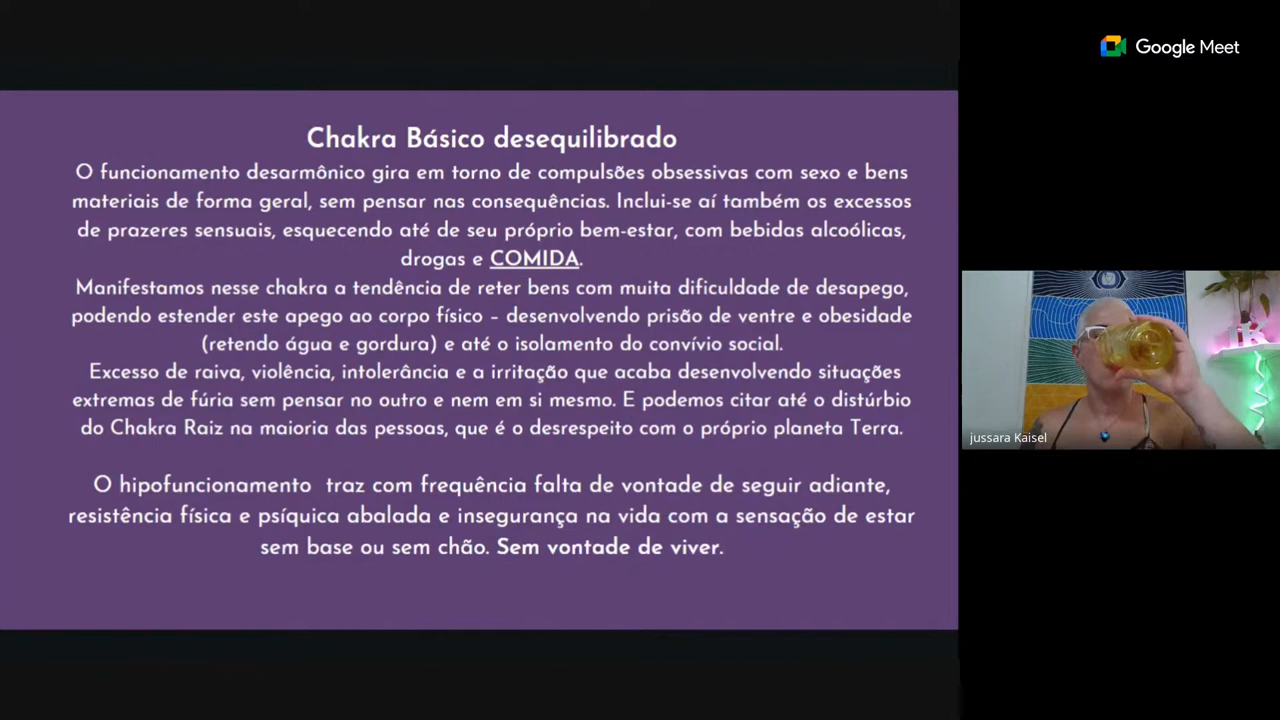 Google Meet
Chakra Básico desequilibrado
O funcionamento desarmônico gira em torno de compulsões obsessivas com sexo e bens
materiais de forma geral, sem pensar nas consequências. Inclui-se aí também os excessos
de prazeres sensuais, esquecendo até de seu próprio bem-estar, com bebidas alcoólicas,
drogas e COMIDA.
Manifestamos nesse chakra a tendência de reter bens com muita dificuldade de desapego,
podendo estender este apego ao corpo físico – desenvolvendo prisão de ventre e obesidade
(retendo água e gordura) e até o isolamento do convívio social.
Excesso de raiva, violência, intolerância e a irritação que acaba desenvolvendo situações
extremas de fúria sem pensar no outro e nem em si mesmo. E podemos citar até o distúrbio
do Chakra Raiz na maioria das pessoas, que é o desrespeito com o próprio planeta Terra.
O hipofuncionamento traz com frequência falta de vontade de seguir adiante,
resistência física e psíquica abalada e insegurança na vida com a sensação de estar
sem base ou sem chão. Sem vontade de viver.
jussara Kaisel